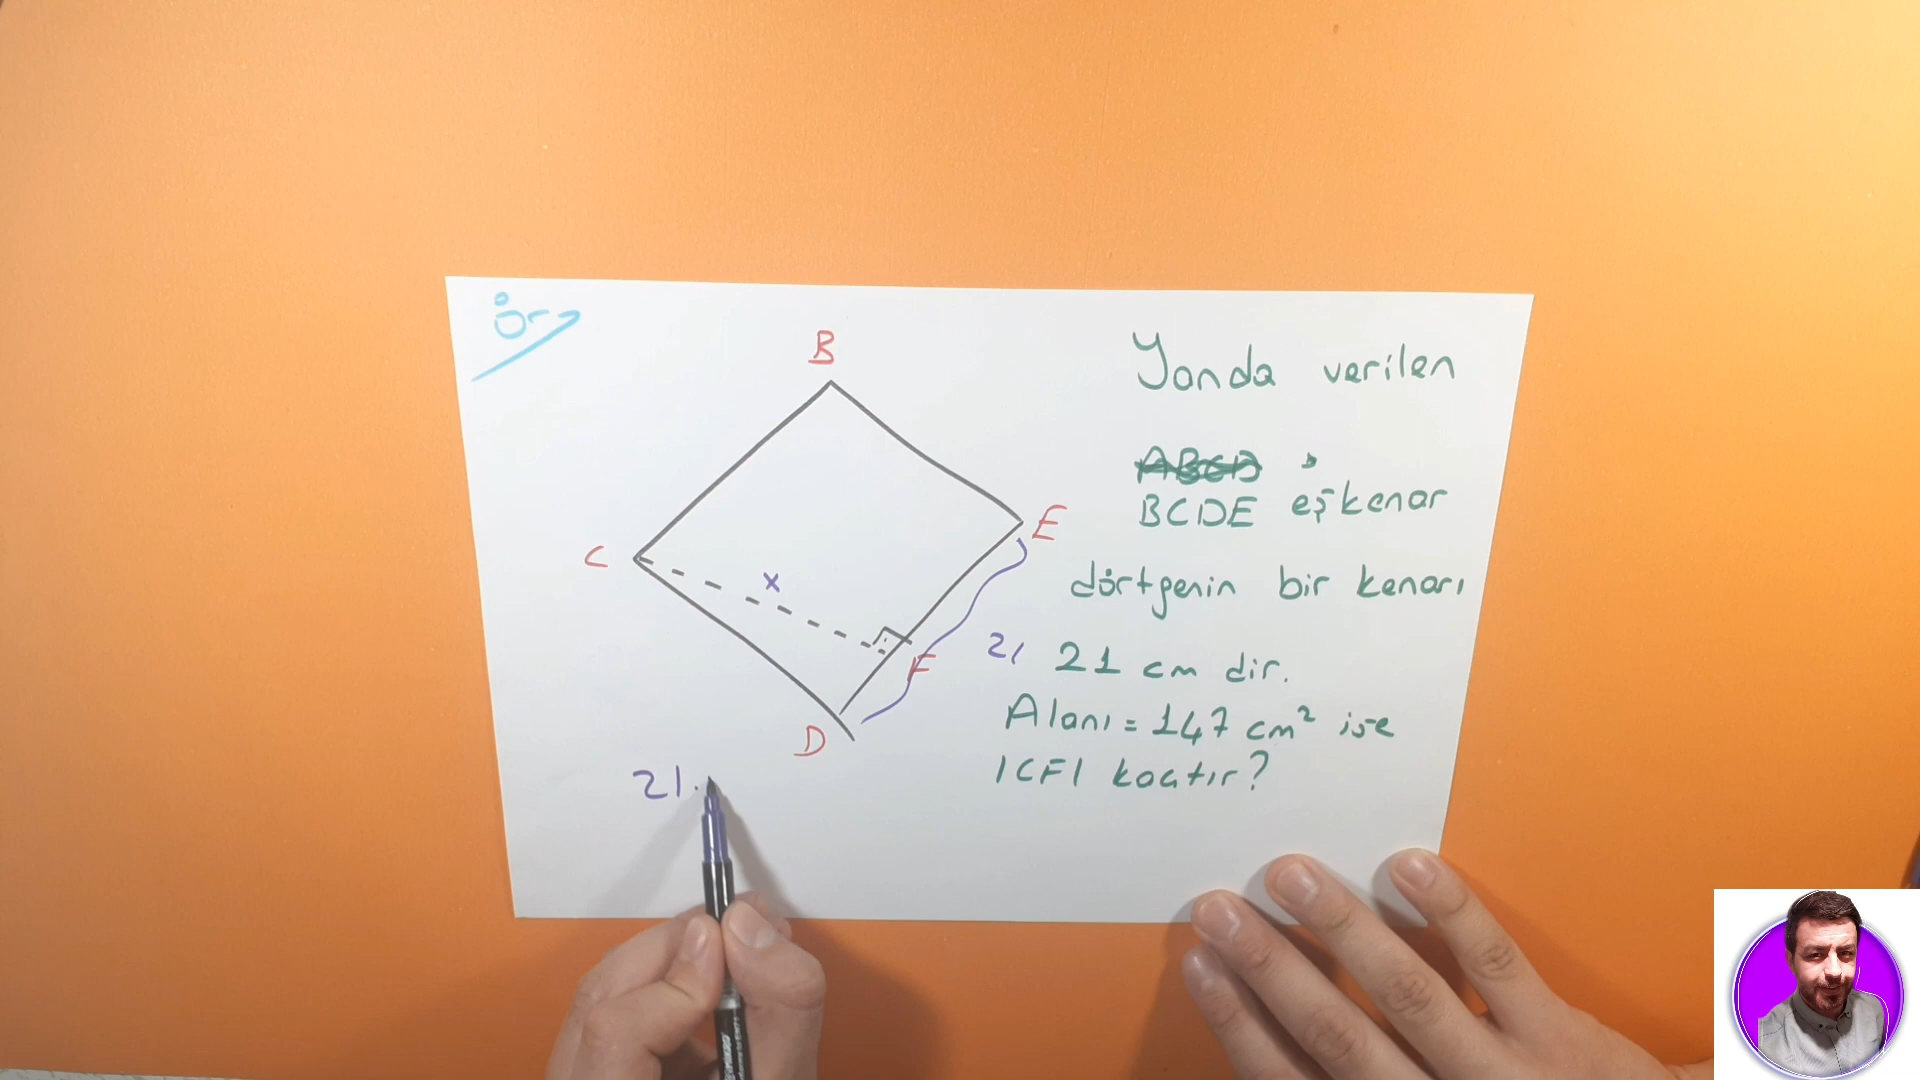 Ör
B
E
C
x
F
D
21
21.
Yanda verilen
ABCD
BCDE eşkenar
dörtgenin bir kenarı
21 cm dir.
Alanı = 147 cm² ise
|CF| kaçtır?